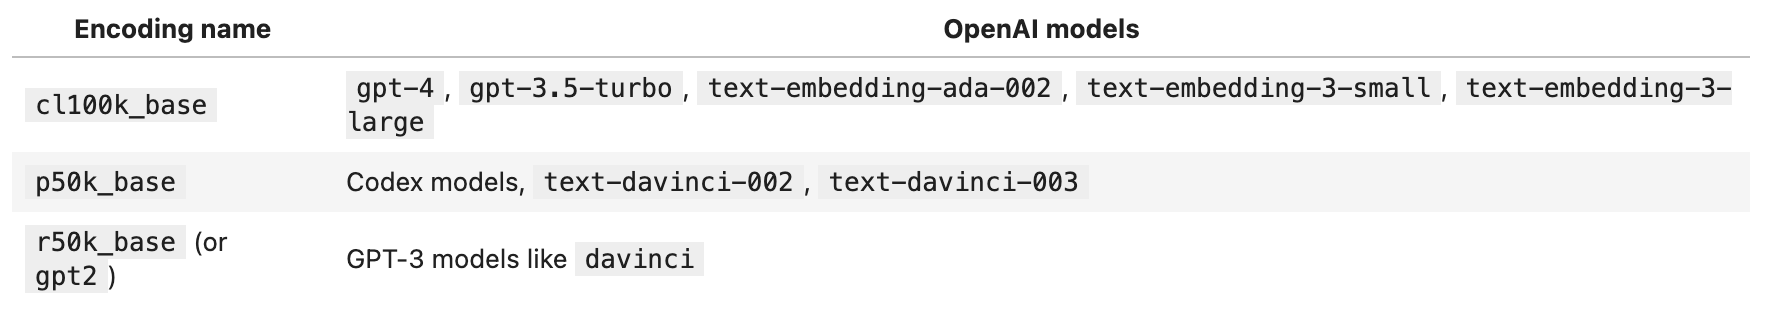 Encoding name OpenAI models
cl100k_base gpt-4, gpt-3.5-turbo, text-embedding-ada-002, text-embedding-3-small, text-embedding-3-
large
p50k_base Codex models, text-davinci-002, text-davinci-003
r50k_base (or
gpt2)
GPT-3 models like davinci